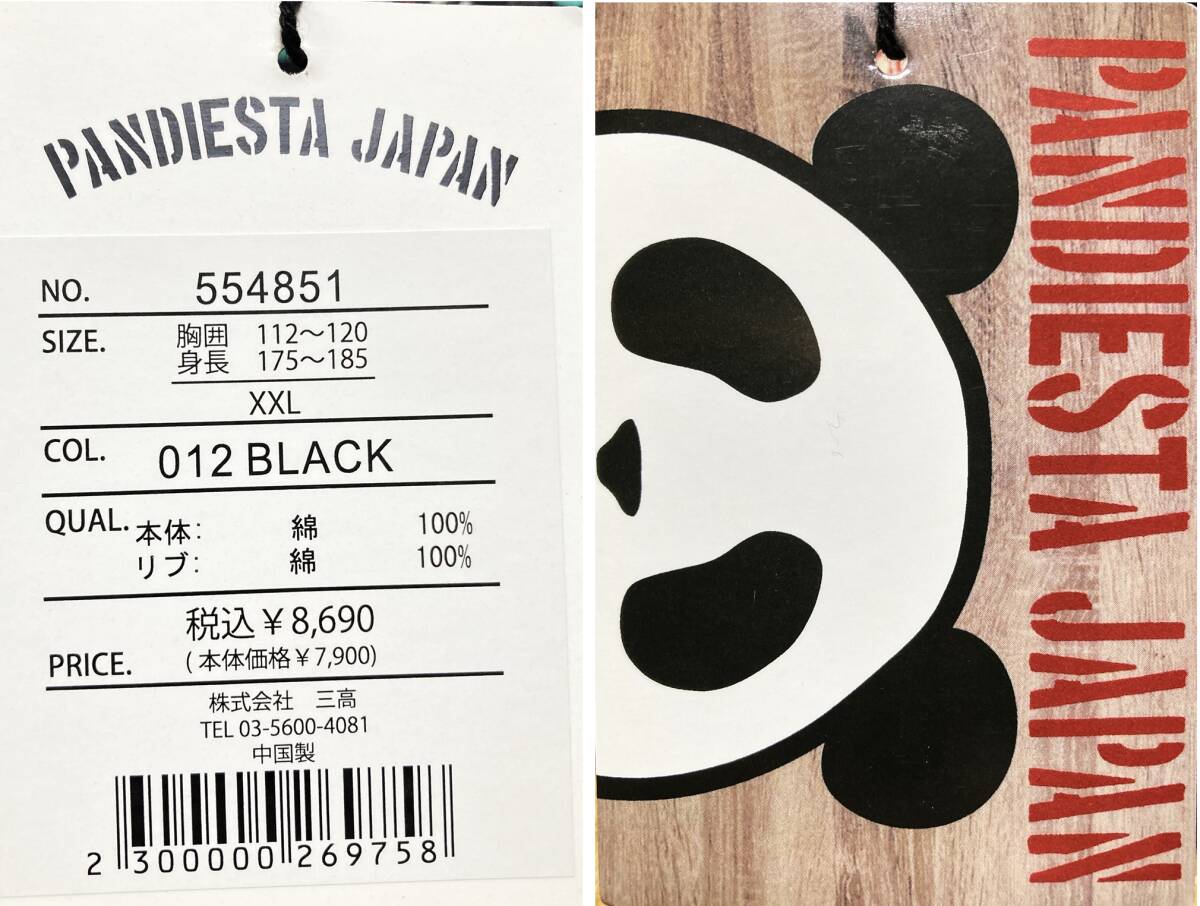 PANDIESTA JAPAN
NO. 554851
SIZE. 胸囲 112～120
身長 175～185
XXL
COL. 012 BLACK
QUAL. 本体: 綿 100%
リブ: 綿 100%
PRICE. 税込￥8,690
(本体価格￥7,900)
株式会社 三高
TEL 03-5600-4081
中国製
2 300000 269758
PANDIESTA JAPAN